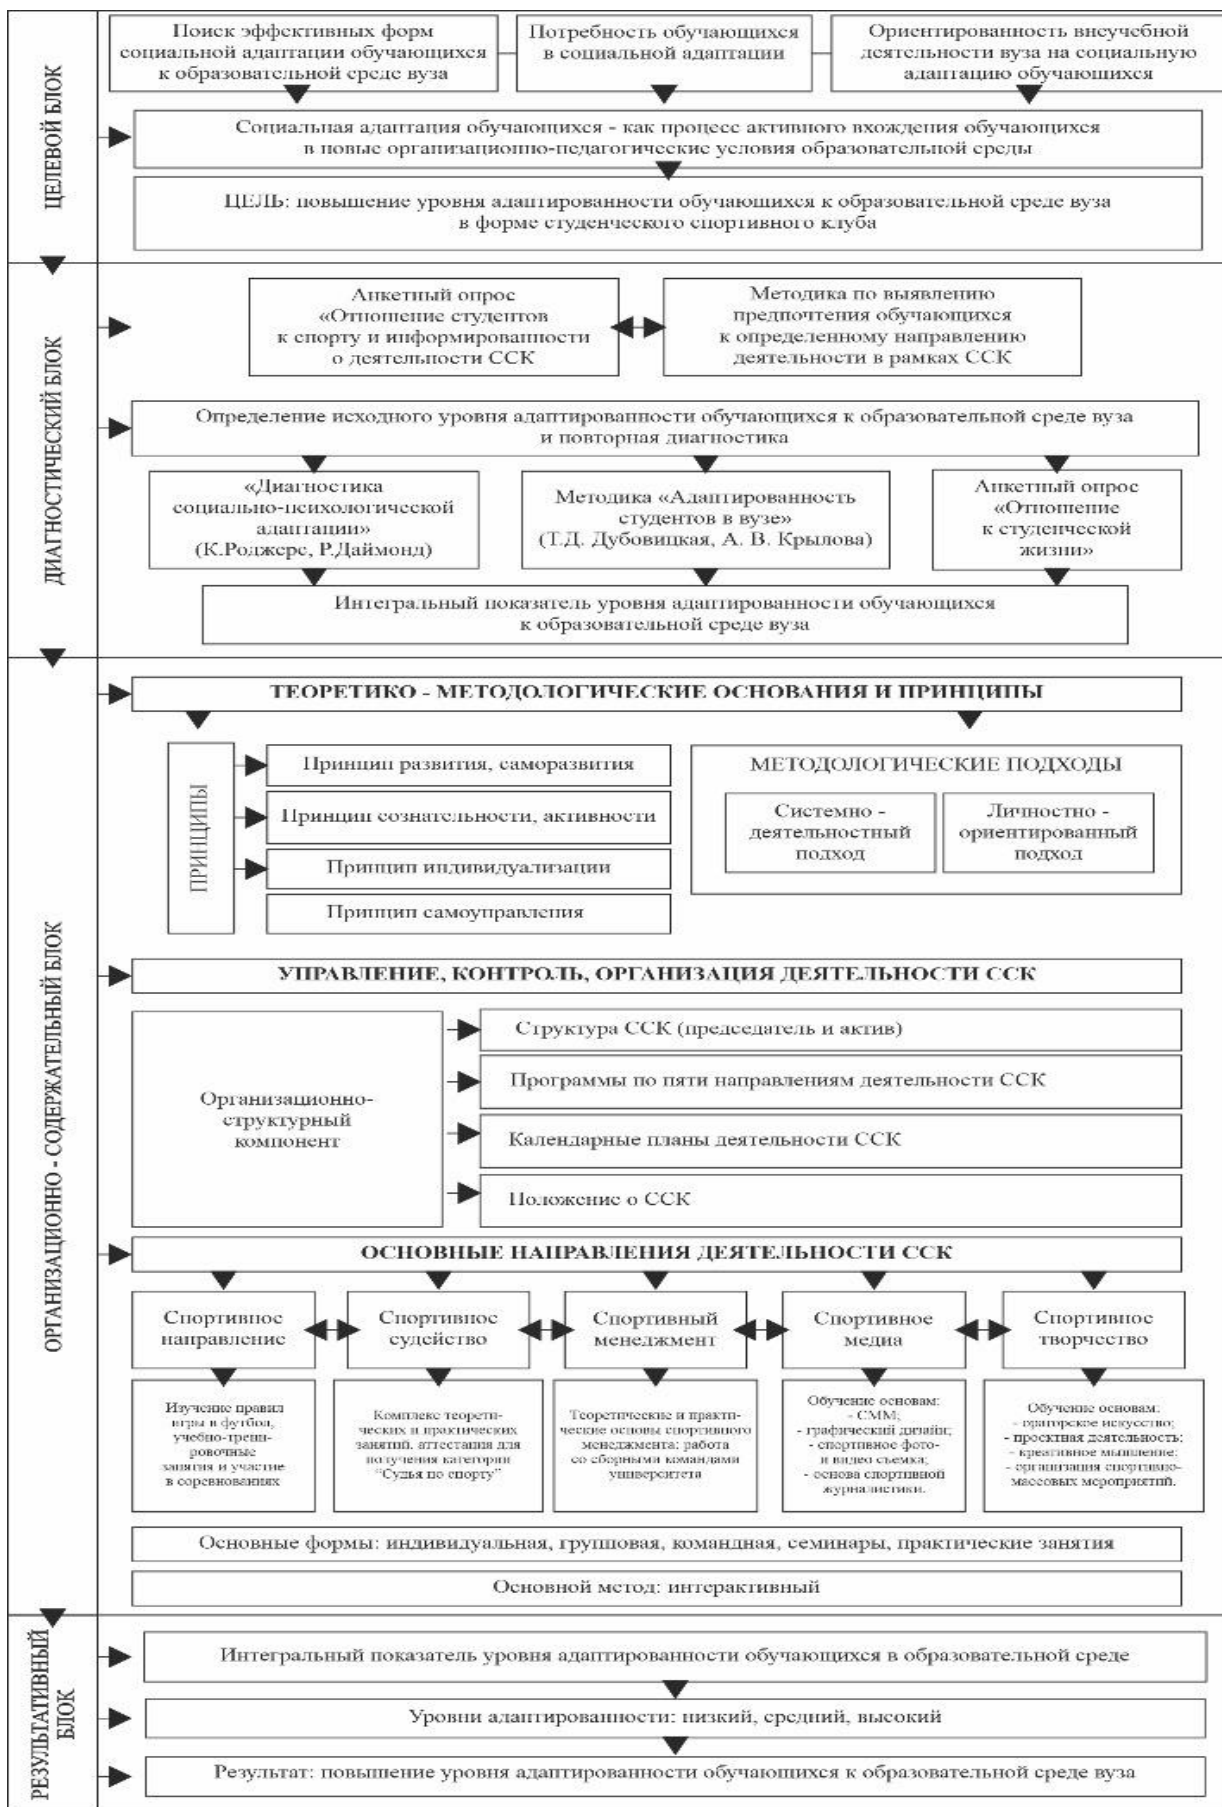 ЦЕЛЕВОЙ БЛОК
Поиск эффективных форм
социальной адаптации обучающихся
к образовательной среде вуза
Потребность обучающихся
в социальной адаптации
Ориентированность внеучебной
деятельности вуза на социальную
адаптацию обучающихся
Социальная адаптация обучающихся - как процесс активного вхождения обучающихся
в новые организационно-педагогические условия образовательной среды
ЦЕЛЬ: повышение уровня адаптированности обучающихся к образовательной среде вуза
в форме студенческого спортивного клуба
ДИАГНОСТИЧЕСКИЙ БЛОК
Анкетный опрос
«Отношение студентов
к спорту и информированности
о деятельности ССК
Методика по выявлению
предпочтения обучающихся
к определенному направлению
деятельности в рамках ССК
Определение исходного уровня адаптированности обучающихся к образовательной среде вуза
и повторная диагностика
«Диагностика
социально-психологической
адаптации»
(К.Роджерс, Р.Даймонд)
Методика «Адаптированность
студентов в вузе»
(Т.Д. Дубовицкая, А. В. Крылова)
Анкетный опрос
«Отношение
к студенческой
жизни»
Интегральный показатель уровня адаптированности обучающихся
к образовательной среде вуза
ОРГАНИЗАЦИОННО - СОДЕРЖАТЕЛЬНЫЙ БЛОК
ТЕОРЕТИКО - МЕТОДОЛОГИЧЕСКИЕ ОСНОВАНИЯ И ПРИНЦИПЫ
ПРИНЦИПЫ
Принцип развития, саморазвития
Принцип сознательности, активности
Принцип индивидуализации
Принцип самоуправления
МЕТОДОЛОГИЧЕСКИЕ ПОДХОДЫ
Системно -
деятельностный
подход
Личностно -
ориентированный
подход
УПРАВЛЕНИЕ, КОНТРОЛЬ, ОРГАНИЗАЦИЯ ДЕЯТЕЛЬНОСТИ ССК
Организационно-
структурный
компонент
Структура ССК (председатель и актив)
Программы по пяти направлениям деятельности ССК
Календарные планы деятельности ССК
Положение о ССК
ОСНОВНЫЕ НАПРАВЛЕНИЯ ДЕЯТЕЛЬНОСТИ ССК
Спортивное
направление
Спортивное
судейство
Спортивный
менеджмент
Спортивное
медиа
Спортивное
творчество
Изучение правил
игры в футбол,
учебно-трени-
ровочные
занятия и участие
в соревнованиях
Комплекс теорети-
ческих и практических
занятий, аттестация для
получения категории
“Судья по спорту”
Теоретические и практи-
ческие основы спортивного
менеджмента; работа
со сборными командами
университета
Обучение основам:
- СММ;
- графический дизайн;
- спортивное фото-
и видео съемка;
- основа спортивной
журналистики.
Обучение основам:
- ораторское искусство;
- проектная деятельность;
- креативное мышление;
- организация спортивно-
массовых мероприятий.
Основные формы: индивидуальная, групповая, командная, семинары, практические занятия
Основной метод: интерактивный
РЕЗУЛЬТАТИВНЫЙ
БЛОК
Интегральный показатель уровня адаптированности обучающихся в образовательной среде
Уровни адаптированности: низкий, средний, высокий
Результат: повышение уровня адаптированности обучающихся к образовательной среде вуза